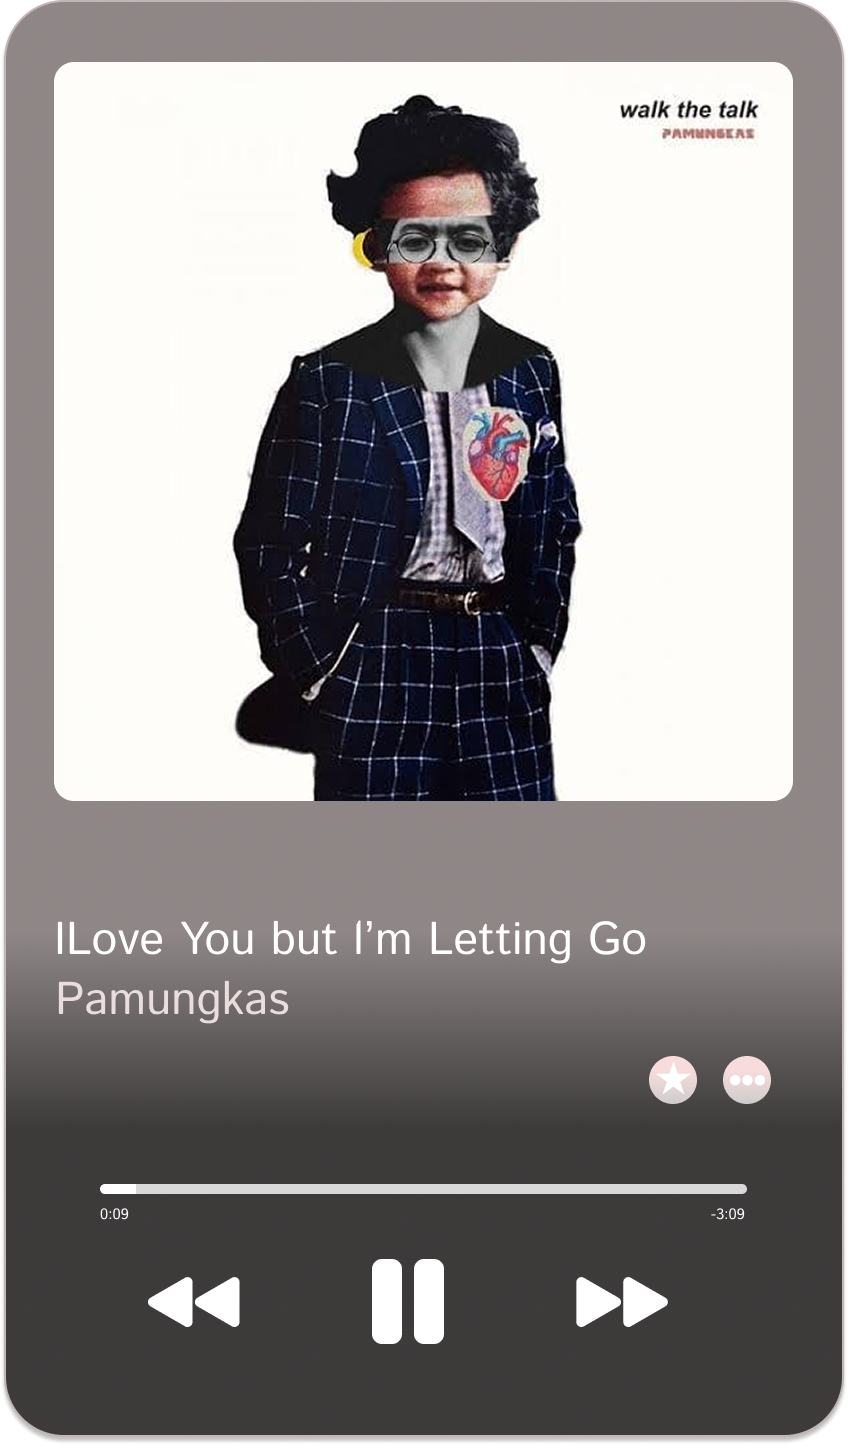 walk the talk
PAMUNGKAS
ILove You but I’m Letting Go
Pamungkas
0:09
-3:09